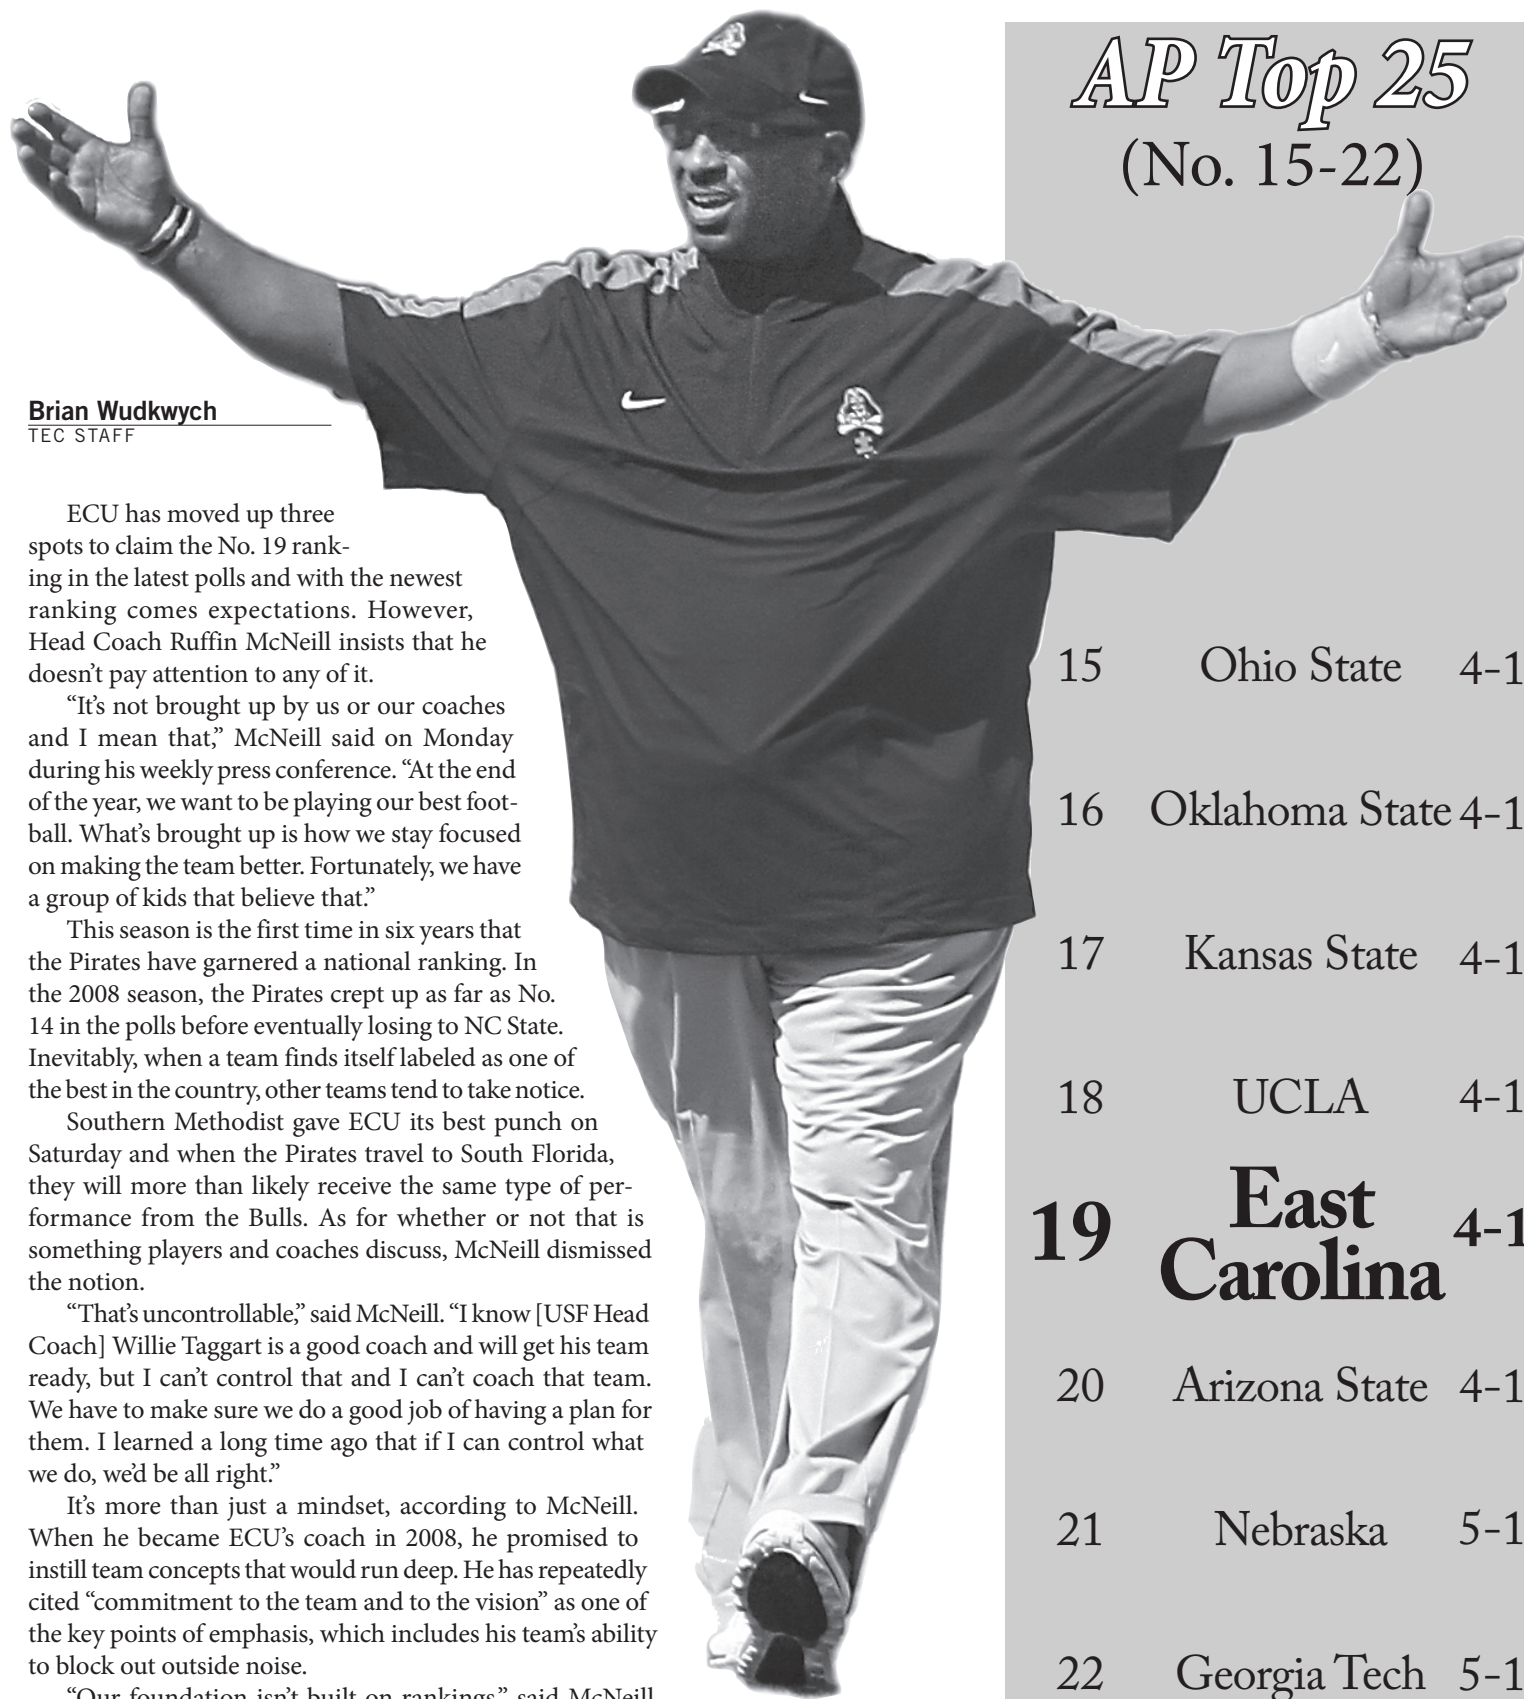 AP Top 25
(No. 15-22)
Brian Wudkwych
TEC STAFF
ECU has moved up three
spots to claim the No. 19 rank-
ing in the latest polls and with the newest
ranking comes expectations. However,
Head Coach Ruffin McNeill insists that he
doesn’t pay attention to any of it.
“It’s not brought up by us or our coaches
and I mean that,” McNeill said on Monday
during his weekly press conference. “At the end
of the year, we want to be playing our best foot-
ball. What’s brought up is how we stay focused
on making the team better. Fortunately, we have
a group of kids that believe that.”
This season is the first time in six years that
the Pirates have garnered a national ranking. In
the 2008 season, the Pirates crept up as far as No.
14 in the polls before eventually losing to NC State.
Inevitably, when a team finds itself labeled as one of
the best in the country, other teams tend to take notice.
Southern Methodist gave ECU its best punch on
Saturday and when the Pirates travel to South Florida,
they will more than likely receive the same type of per-
formance from the Bulls. As for whether or not that is
something players and coaches discuss, McNeill dismissed
the notion.
“That’s uncontrollable,” said McNeill. “I know [USF Head
Coach] Willie Taggart is a good coach and will get his team
ready, but I can’t control that and I can’t coach that team.
We have to make sure we do a good job of having a plan for
them. I learned a long time ago that if I can control what
we do, we’d be all right.”
It’s more than just a mindset, according to McNeill.
When he became ECU’s coach in 2008, he promised to
instill team concepts that would run deep. He has repeatedly
cited “commitment to the team and to the vision” as one of
the key points of emphasis, which includes his team’s ability
to block out outside noise.
“Our foundation isn’t built on rankings,” said McNeill.
15 Ohio State 4-1
16 Oklahoma State 4-1
17 Kansas State 4-1
18 UCLA 4-1
19 East Carolina 4-1
20 Arizona State 4-1
21 Nebraska 5-1
22 Georgia Tech 5-1